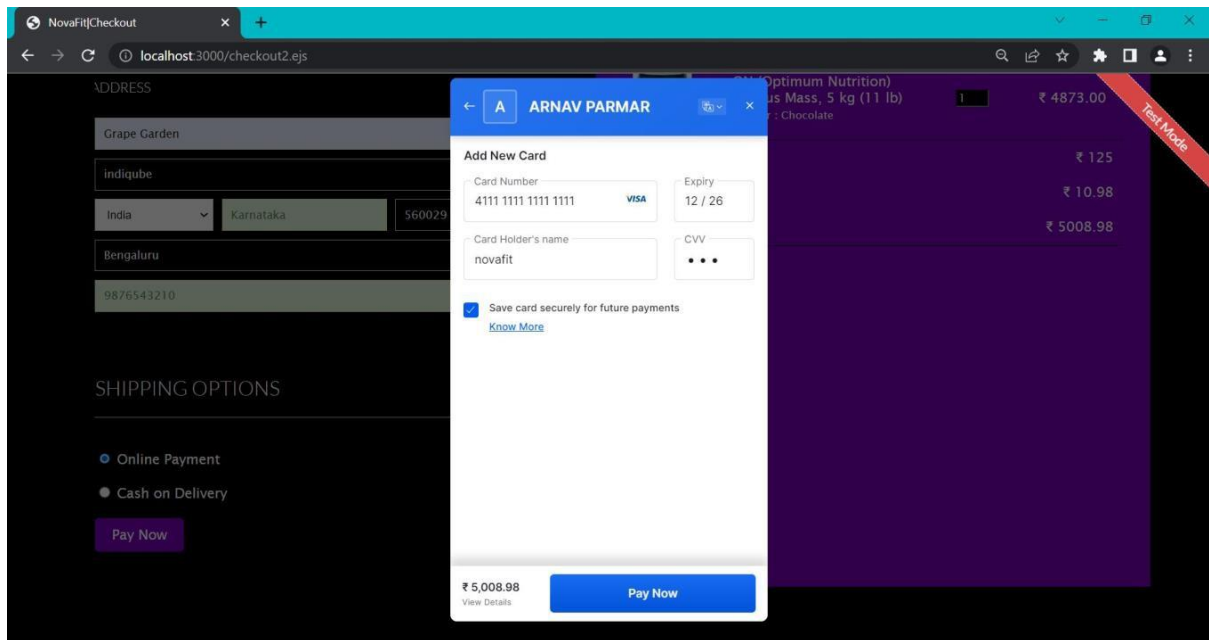 NovaFit|Checkout
localhost:3000/checkout2.ejs
ADDRESS
Grape Garden
indiqube
India Karnataka 560029
Bengaluru
9876543210
SHIPPING OPTIONS
Online Payment
Cash on Delivery
Pay Now
A ARNAV PARMAR
Add New Card
Card Number Expiry
4111 1111 1111 1111 VISA 12 / 26
Card Holder's name CVV
novafit
Save card securely for future payments
Know More
₹ 5,008.98
View Details
Pay Now
(Optimum Nutrition)
Mass, 5 kg (11 lb) 1 ₹ 4873.00
: Chocolate
₹ 125
₹ 10.98
₹ 5008.98
Test Mode